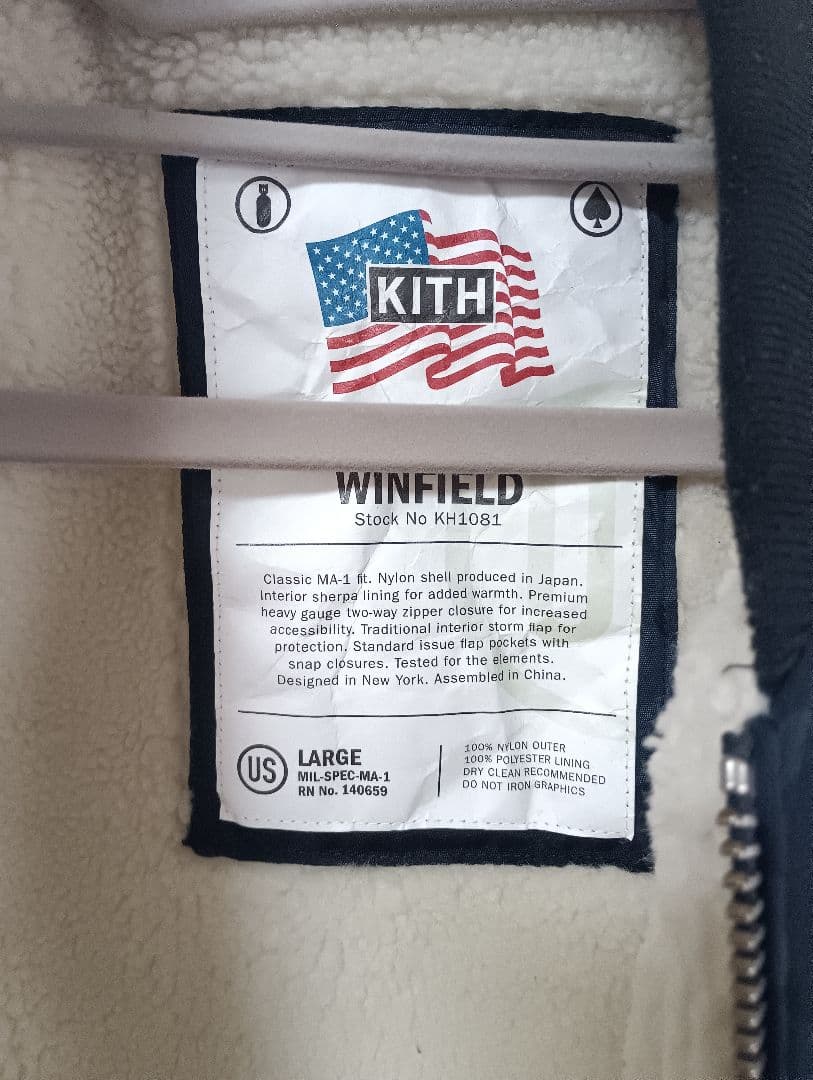 KITH
WINFIELD
Stock No KH1081
Classic MA-1 fit. Nylon shell produced in Japan.
Interior sherpa lining for added warmth. Premium
heavy gauge two-way zipper closure for increased
accessibility. Traditional interior storm flap for
protection. Standard issue flap pockets with
snap closures. Tested for the elements.
Designed in New York. Assembled in China.
US
LARGE
MIL-SPEC-MA-1
RN No. 140659
100% NYLON OUTER
100% POLYESTER LINING
DRY CLEAN RECOMMENDED
DO NOT IRON GRAPHICS